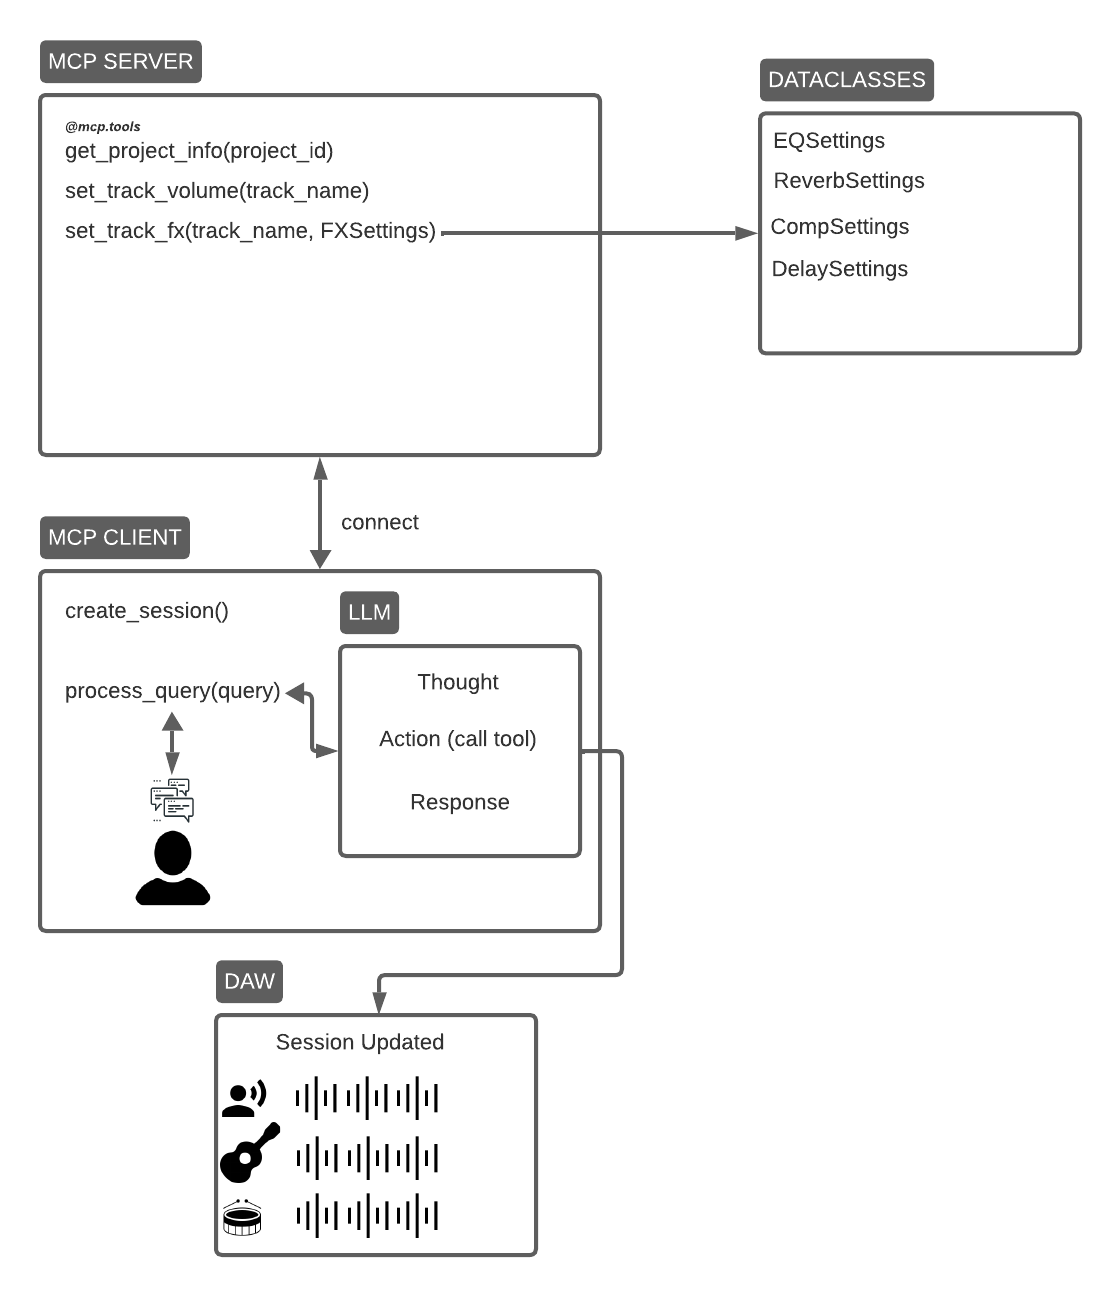 MCP SERVER
@mcp.tools
get_project_info(project_id)
set_track_volume(track_name)
set_track_fx(track_name, FXSettings)
DATACLASSES
EQSettings
ReverbSettings
CompSettings
DelaySettings
connect
MCP CLIENT
create_session()
process_query(query)
LLM
Thought
Action (call tool)
Response
DAW
Session Updated